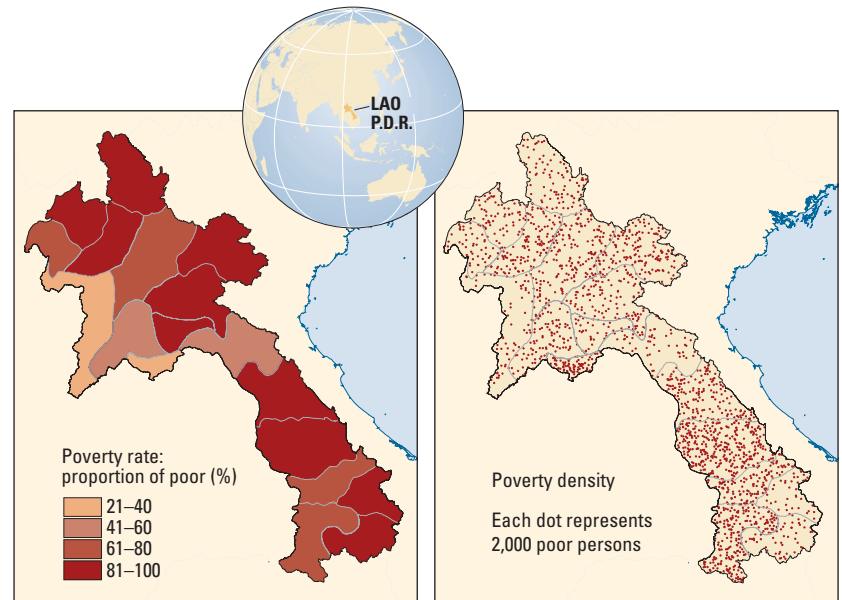 LAO
P.D.R.
Poverty rate:
proportion of poor (%)
21–40
41–60
61–80
81–100
Poverty density
Each dot represents
2,000 poor persons